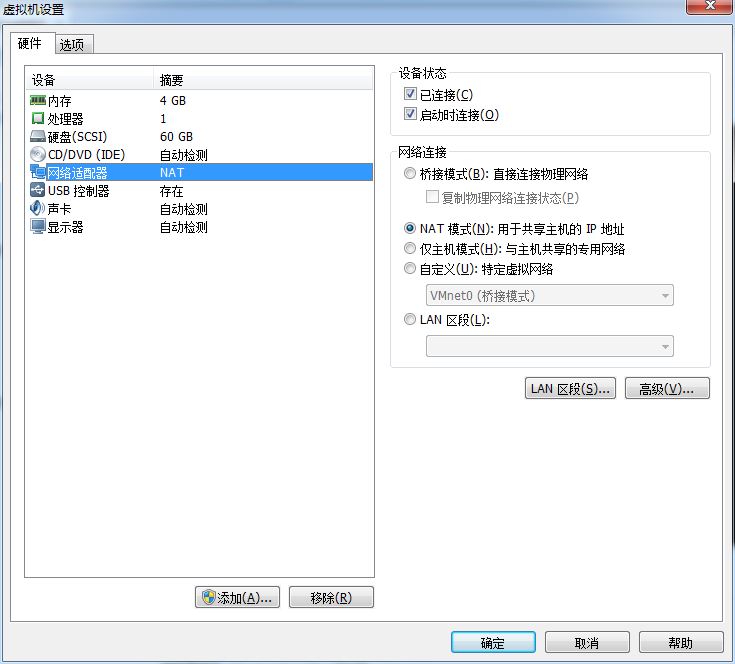 虚拟机设置
硬件 选项
设备 摘要
内存 4 GB
处理器 1
硬盘(SCSI) 60 GB
CD/DVD (IDE) 自动检测
网络适配器 NAT
USB 控制器 存在
声卡 自动检测
显示器 自动检测
添加(A)... 移除(R)
设备状态
已连接(C)
启动时连接(O)
网络连接
桥接模式(B): 直接连接物理网络
复制物理网络连接状态(P)
NAT 模式(N): 用于共享主机的 IP 地址
仅主机模式(H): 与主机共享的专用网络
自定义(U): 特定虚拟网络
VMnet0 (桥接模式)
LAN 区段(L):
LAN 区段(S)... 高级(V)...
确定 取消 帮助